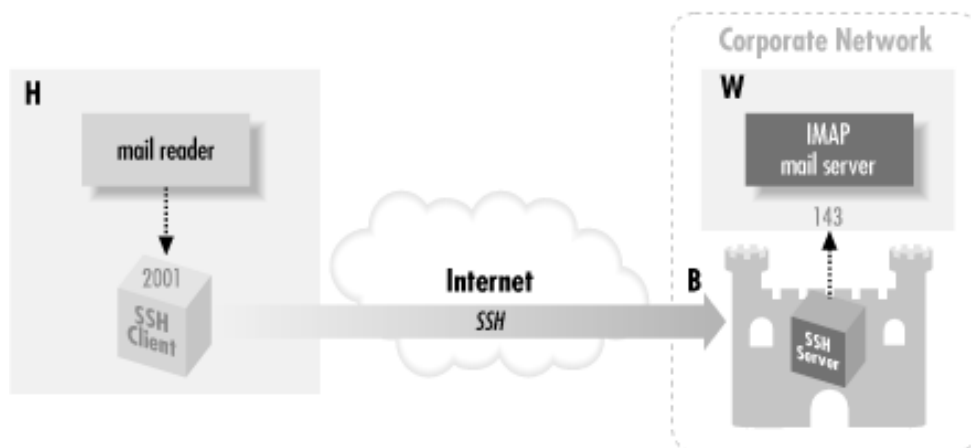 Corporate Network
H
W
mail reader
IMAP
mail server
143
2001
SSH
Client
Internet
SSH
B
SSH
Server